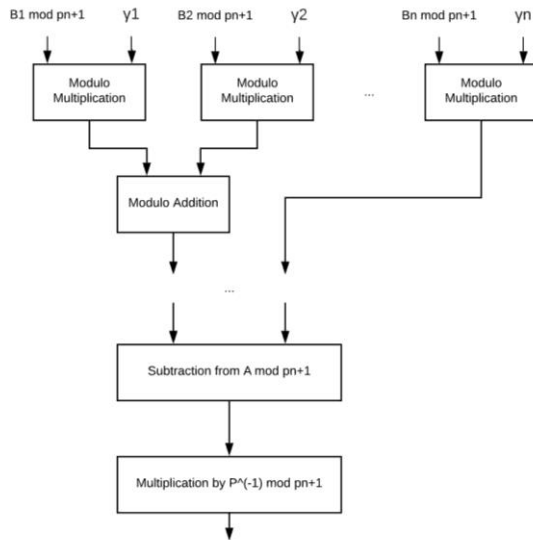 B1 mod pn+1
y1
B2 mod pn+1
y2
Bn mod pn+1
yn
Modulo
Multiplication
Modulo
Multiplication
...
Modulo
Multiplication
Modulo Addition
...
Subtraction from A mod pn+1
Multiplication by P^(-1) mod pn+1